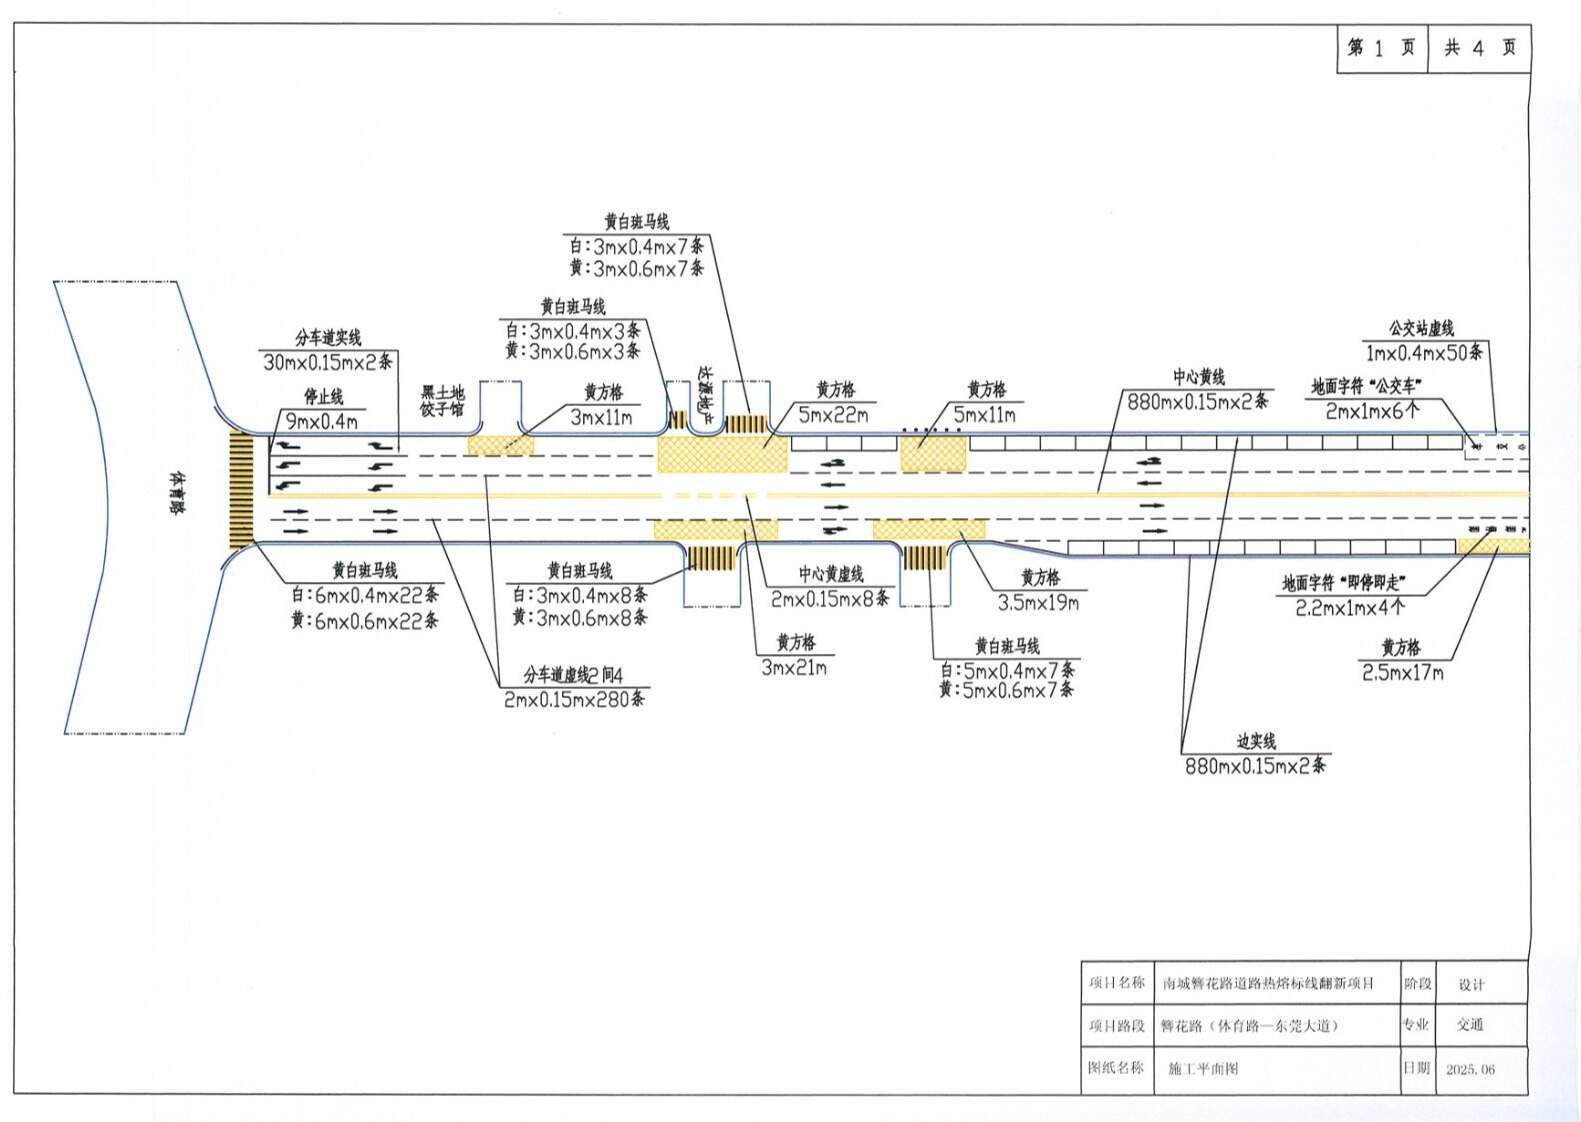 第 1 页 共 4 页
黄白斑马线
白:3mx0.4mx7条
黄:3mx0.6mx7条
黄白斑马线
白:3mx0.4mx3条
黄:3mx0.6mx3条
分车道实线
30mx0.15mx2条
停止线
9mx0.4m
黑土地
饺子馆
黄方格
3mx11m
达源地产
黄方格
5mx22m
黄方格
5mx11m
中心黄线
880mx0.15mx2条
公交站虚线
1mx0.4mx50条
地面字符“公交车”
2mx1mx6个
体育路
黄白斑马线
白:6mx0.4mx22条
黄:6mx0.6mx22条
黄白斑马线
白:3mx0.4mx8条
黄:3mx0.6mx8条
中心黄虚线
2mx0.15mx8条
黄方格
3.5mx19m
地面字符“即停即走”
2.2mx1mx4个
黄方格
3mx21m
黄白斑马线
白:5mx0.4mx7条
黄:5mx0.6mx7条
黄方格
2.5mx17m
分车道虚线2间4
2mx0.15mx280条
边实线
880mx0.15mx2条
项目名称 南城簪花路道路热熔标线翻新项目 阶段 设计
项目路段 簪花路（体育路—东莞大道） 专业 交通
图纸名称 施工平面图 日期 2025.06